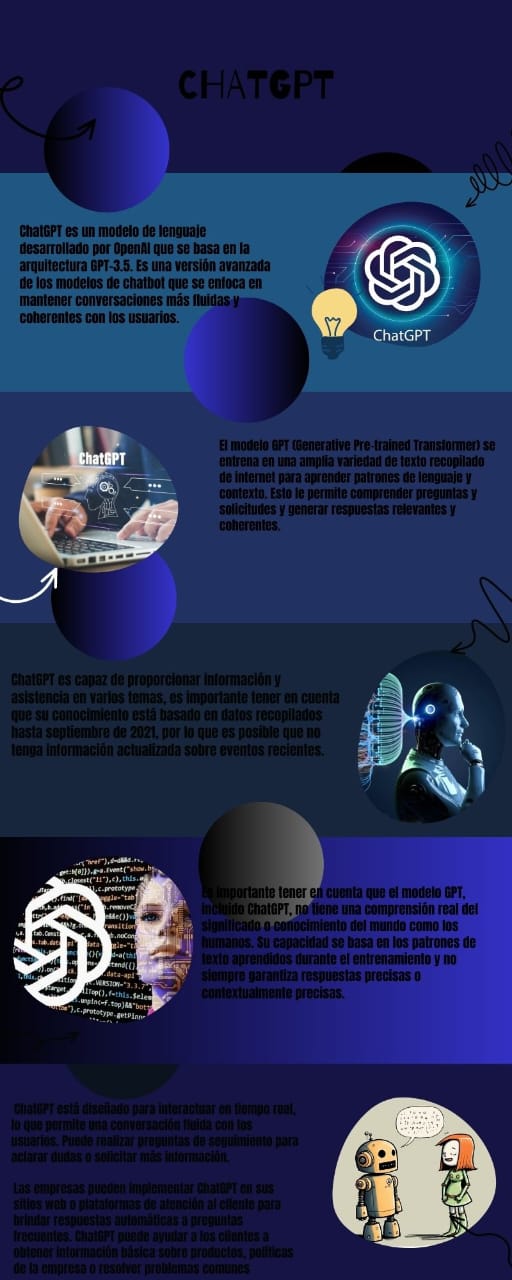 CHATGPT
ChatGPT es un modelo de lenguaje
desarrollado por OpenAI que se basa en la
arquitectura GPT-3.5. Es una versión avanzada
de los modelos de chatbot que se enfoca en
mantener conversaciones más fluidas y
coherentes con los usuarios.
ChatGPT
ChatGPT
El modelo GPT (Generative Pre-trained Transformer) se
entrena en una amplia variedad de texto recopilado
de internet para aprender patrones de lenguaje y
contexto. Esto le permite comprender preguntas y
solicitudes y generar respuestas relevantes y
coherentes.
ChatGPT es capaz de proporcionar información y
asistencia en varios temas, es importante tener en cuenta
que su conocimiento está basado en datos recopilados
hasta septiembre de 2021, por lo que es posible que no
tenga información actualizada sobre eventos recientes.
Es importante tener en cuenta que el modelo GPT,
incluido ChatGPT, no tiene una comprensión real del
significado o conocimiento del mundo como los
humanos. Su capacidad se basa en los patrones de
texto aprendidos durante el entrenamiento y no
siempre garantiza respuestas precisas o
contextualmente precisas.
ChatGPT está diseñado para interactuar en tiempo real,
lo que permite una conversación fluida con los
usuarios. Puede realizar preguntas de seguimiento para
aclarar dudas o solicitar más información.
Las empresas pueden implementar ChatGPT en sus
sitios web o plataformas de atención al cliente para
brindar respuestas automáticas a preguntas
frecuentes. ChatGPT puede ayudar a los clientes a
obtener información básica sobre productos, políticas
de la empresa o resolver problemas comunes